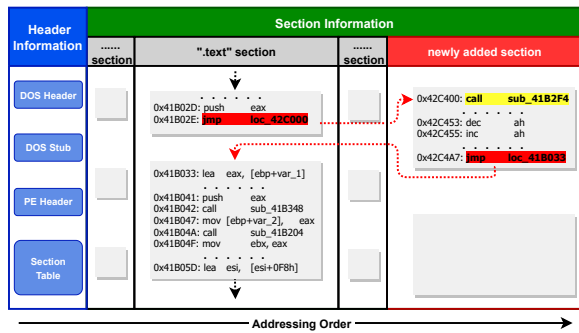 Header
Information
Section Information
......
section
".text" section
......
section
newly added section
DOS Header
DOS Stub
PE Header
Section
Table
. . . . . .
0x41B02D: push eax
0x41B02E: jmp loc_42C000
0x41B033: lea eax, [ebp+var_1]
. . . . . .
0x41B041: push eax
0x41B042: call sub_41B348
0x41B047: mov [ebp+var_2], eax
0x41B04A: call sub_41B204
0x41B04F: mov ebx, eax
. . . . . .
0x41B05D: lea esi, [esi+0F8h]
0x42C400: call sub_41B2F4
. . . . . .
0x42C453: dec ah
0x42C455: inc ah
. . . . . .
0x42C4A7: jmp loc_41B033
Addressing Order